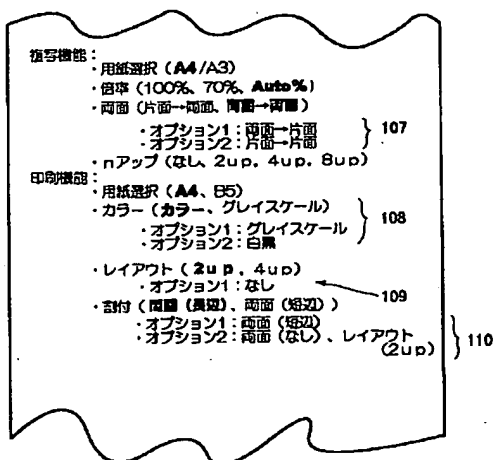 複写機能:
・用紙選択 (A4/A3)
・倍率 (100%、70%、Auto%)
・両面 (片面→両面、両面→両面)
・オプション1:両面→片面
・オプション2:片面→片面
107
・nアップ (なし、2up, 4up, 8up)
印刷機能:
・用紙選択 (A4、B5)
・カラー (カラー、グレイスケール)
・オプション1:グレイスケール
・オプション2:白黒
108
・レイアウト (2up, 4up)
・オプション1:なし
109
・割付 (両面 (長辺)、両面 (短辺))
・オプション1:両面 (短辺)
・オプション2:両面 (なし)、レイアウト
(2up)
110